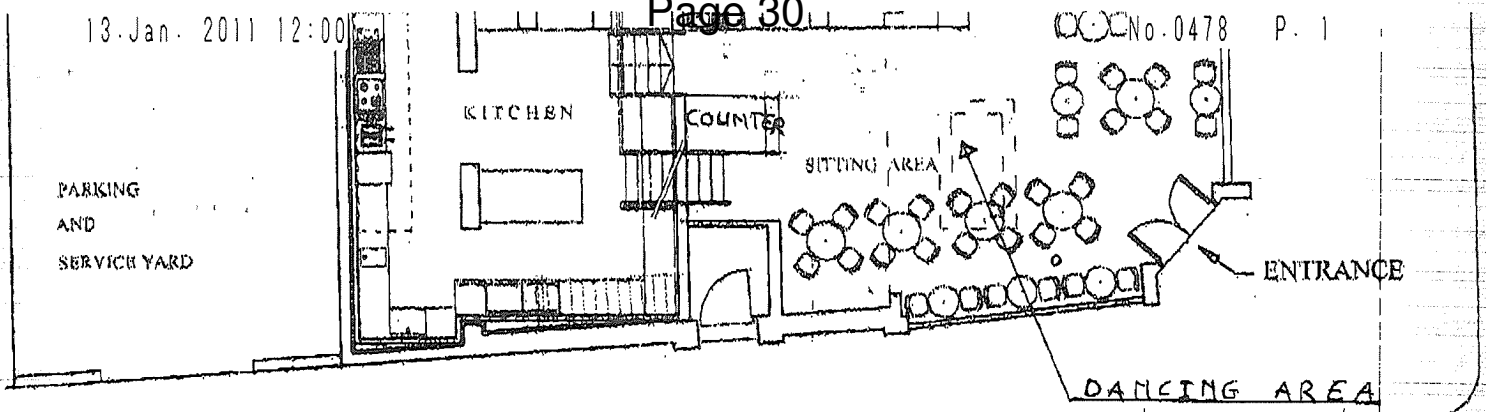 Page 30
13.Jan. 2011 12:00
No.0478 P. 1
KITCHEN
COUNTER
SITTING AREA
PARKING
AND
SERVICE YARD
ENTRANCE
DANCING AREA